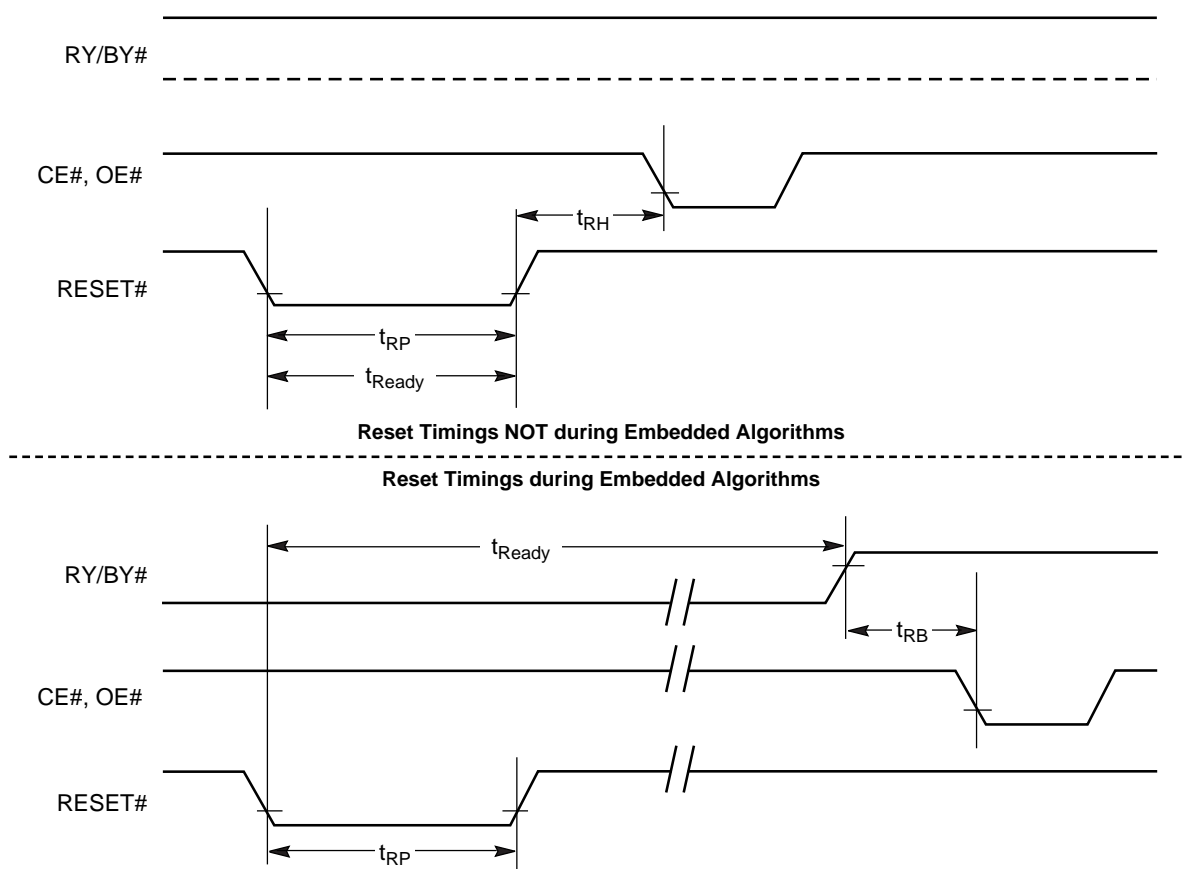 RY/BY#
CE#, OE#
tRH
RESET#
tRP
tReady
Reset Timings NOT during Embedded Algorithms
Reset Timings during Embedded Algorithms
tReady
RY/BY#
tRB
CE#, OE#
RESET#
tRP